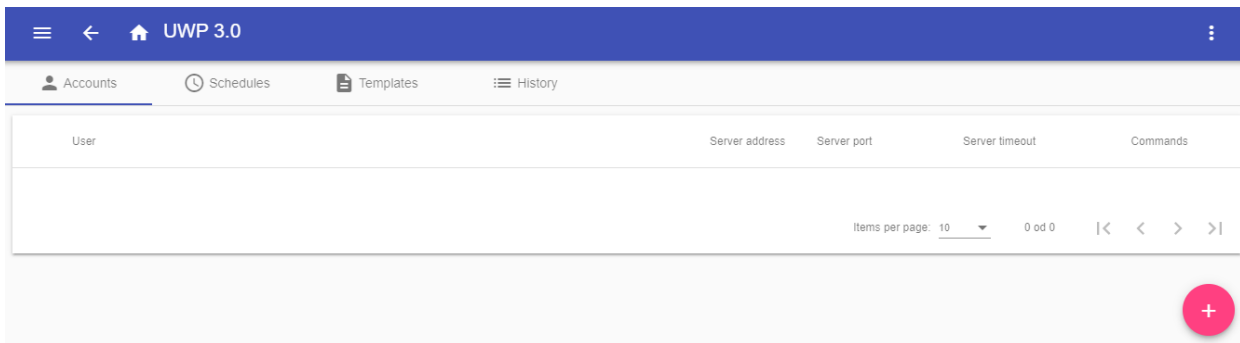 UWP 3.0
Accounts Schedules Templates History
User Server address Server port Server timeout Commands
Items per page: 10 0 od 0